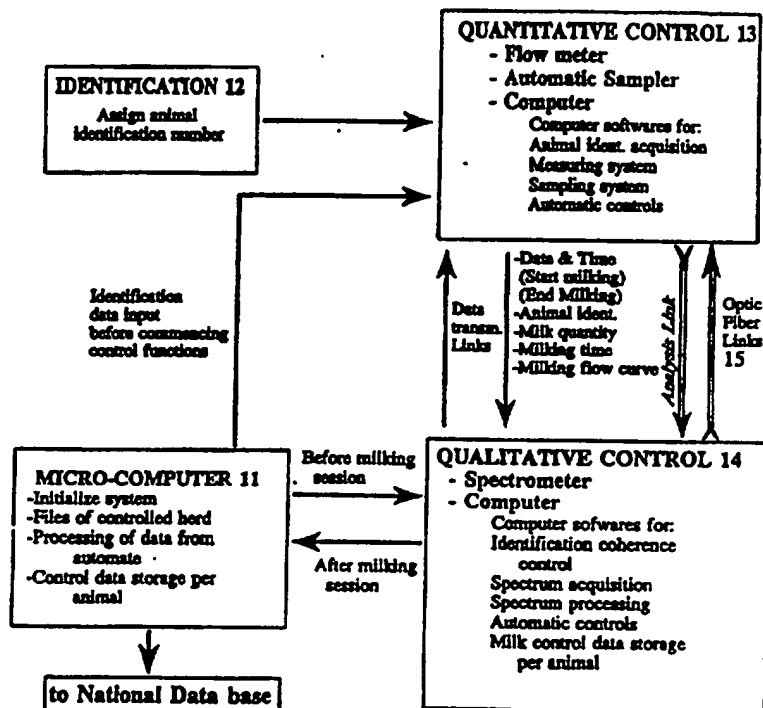 IDENTIFICATION 12
Assign animal
identification number
QUANTITATIVE CONTROL 13
- Flow meter
- Automatic Sampler
- Computer
Computer softwares for:
Animal ident. acquisition
Measuring system
Sampling system
Automatic controls
Identification
data input
before commencing
control functions
Data
transm.
Links
-Date & Time
(Start milking)
(End Milking)
-Animal ident.
-Milk quantity
-Milking time
-Milking flow curve
Analysis Link
Optic
Fiber
Links
15
MICRO-COMPUTER 11
-Initialize system
-Files of controlled herd
-Processing of data from
automate
-Control data storage per
animal
Before milking
session
After milking
session
QUALITATIVE CONTROL 14
- Spectrometer
- Computer
Computer sofwares for:
Identification coherence
control
Spectrum acquisition
Spectrum processing
Automatic controls
Milk control data storage
per animal
to National Data base